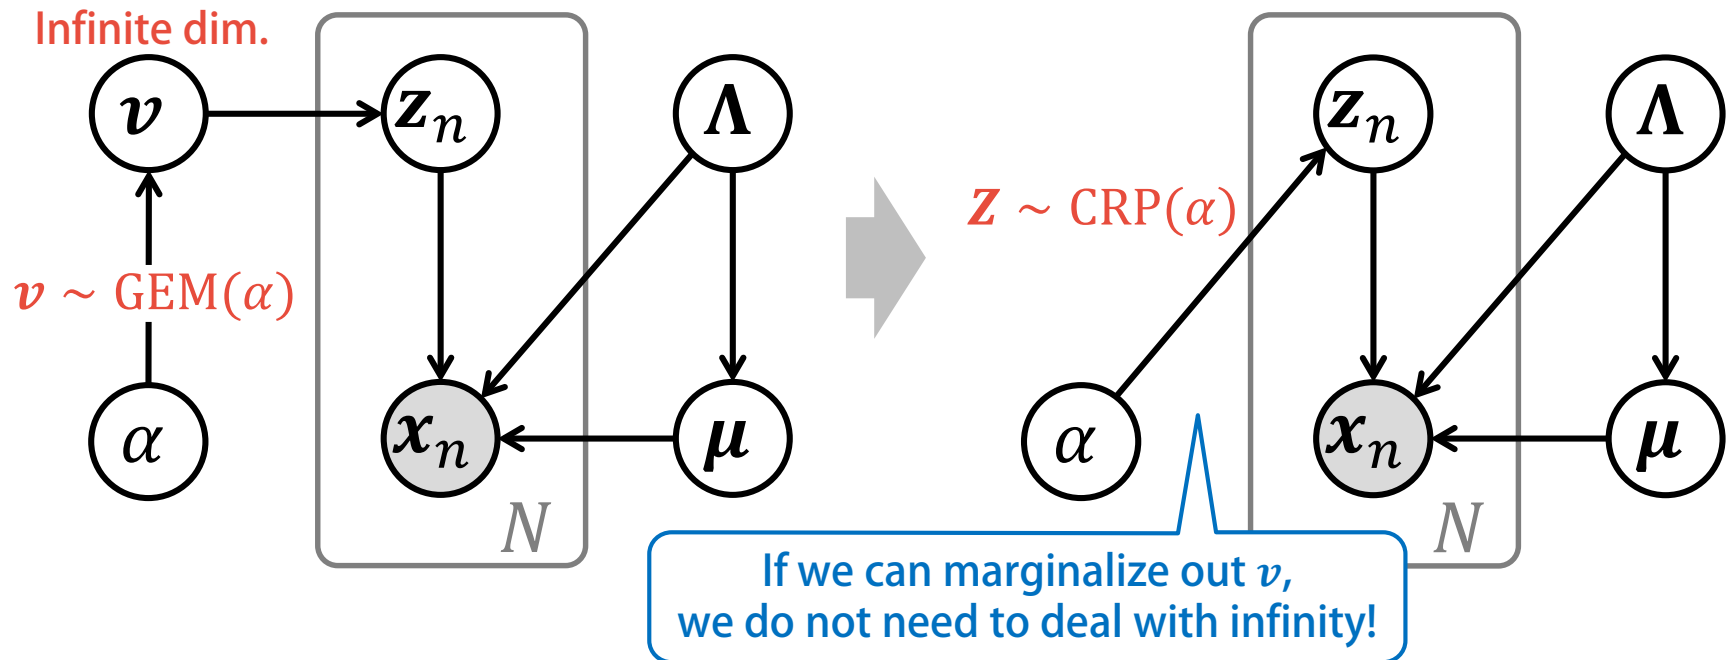 Infinite dim.
v
z_n
Λ
v ~ GEM(α)
α
x_n
μ
N
z_n
Λ
Z ~ CRP(α)
α
x_n
μ
N
If we can marginalize out v,
we do not need to deal with infinity!